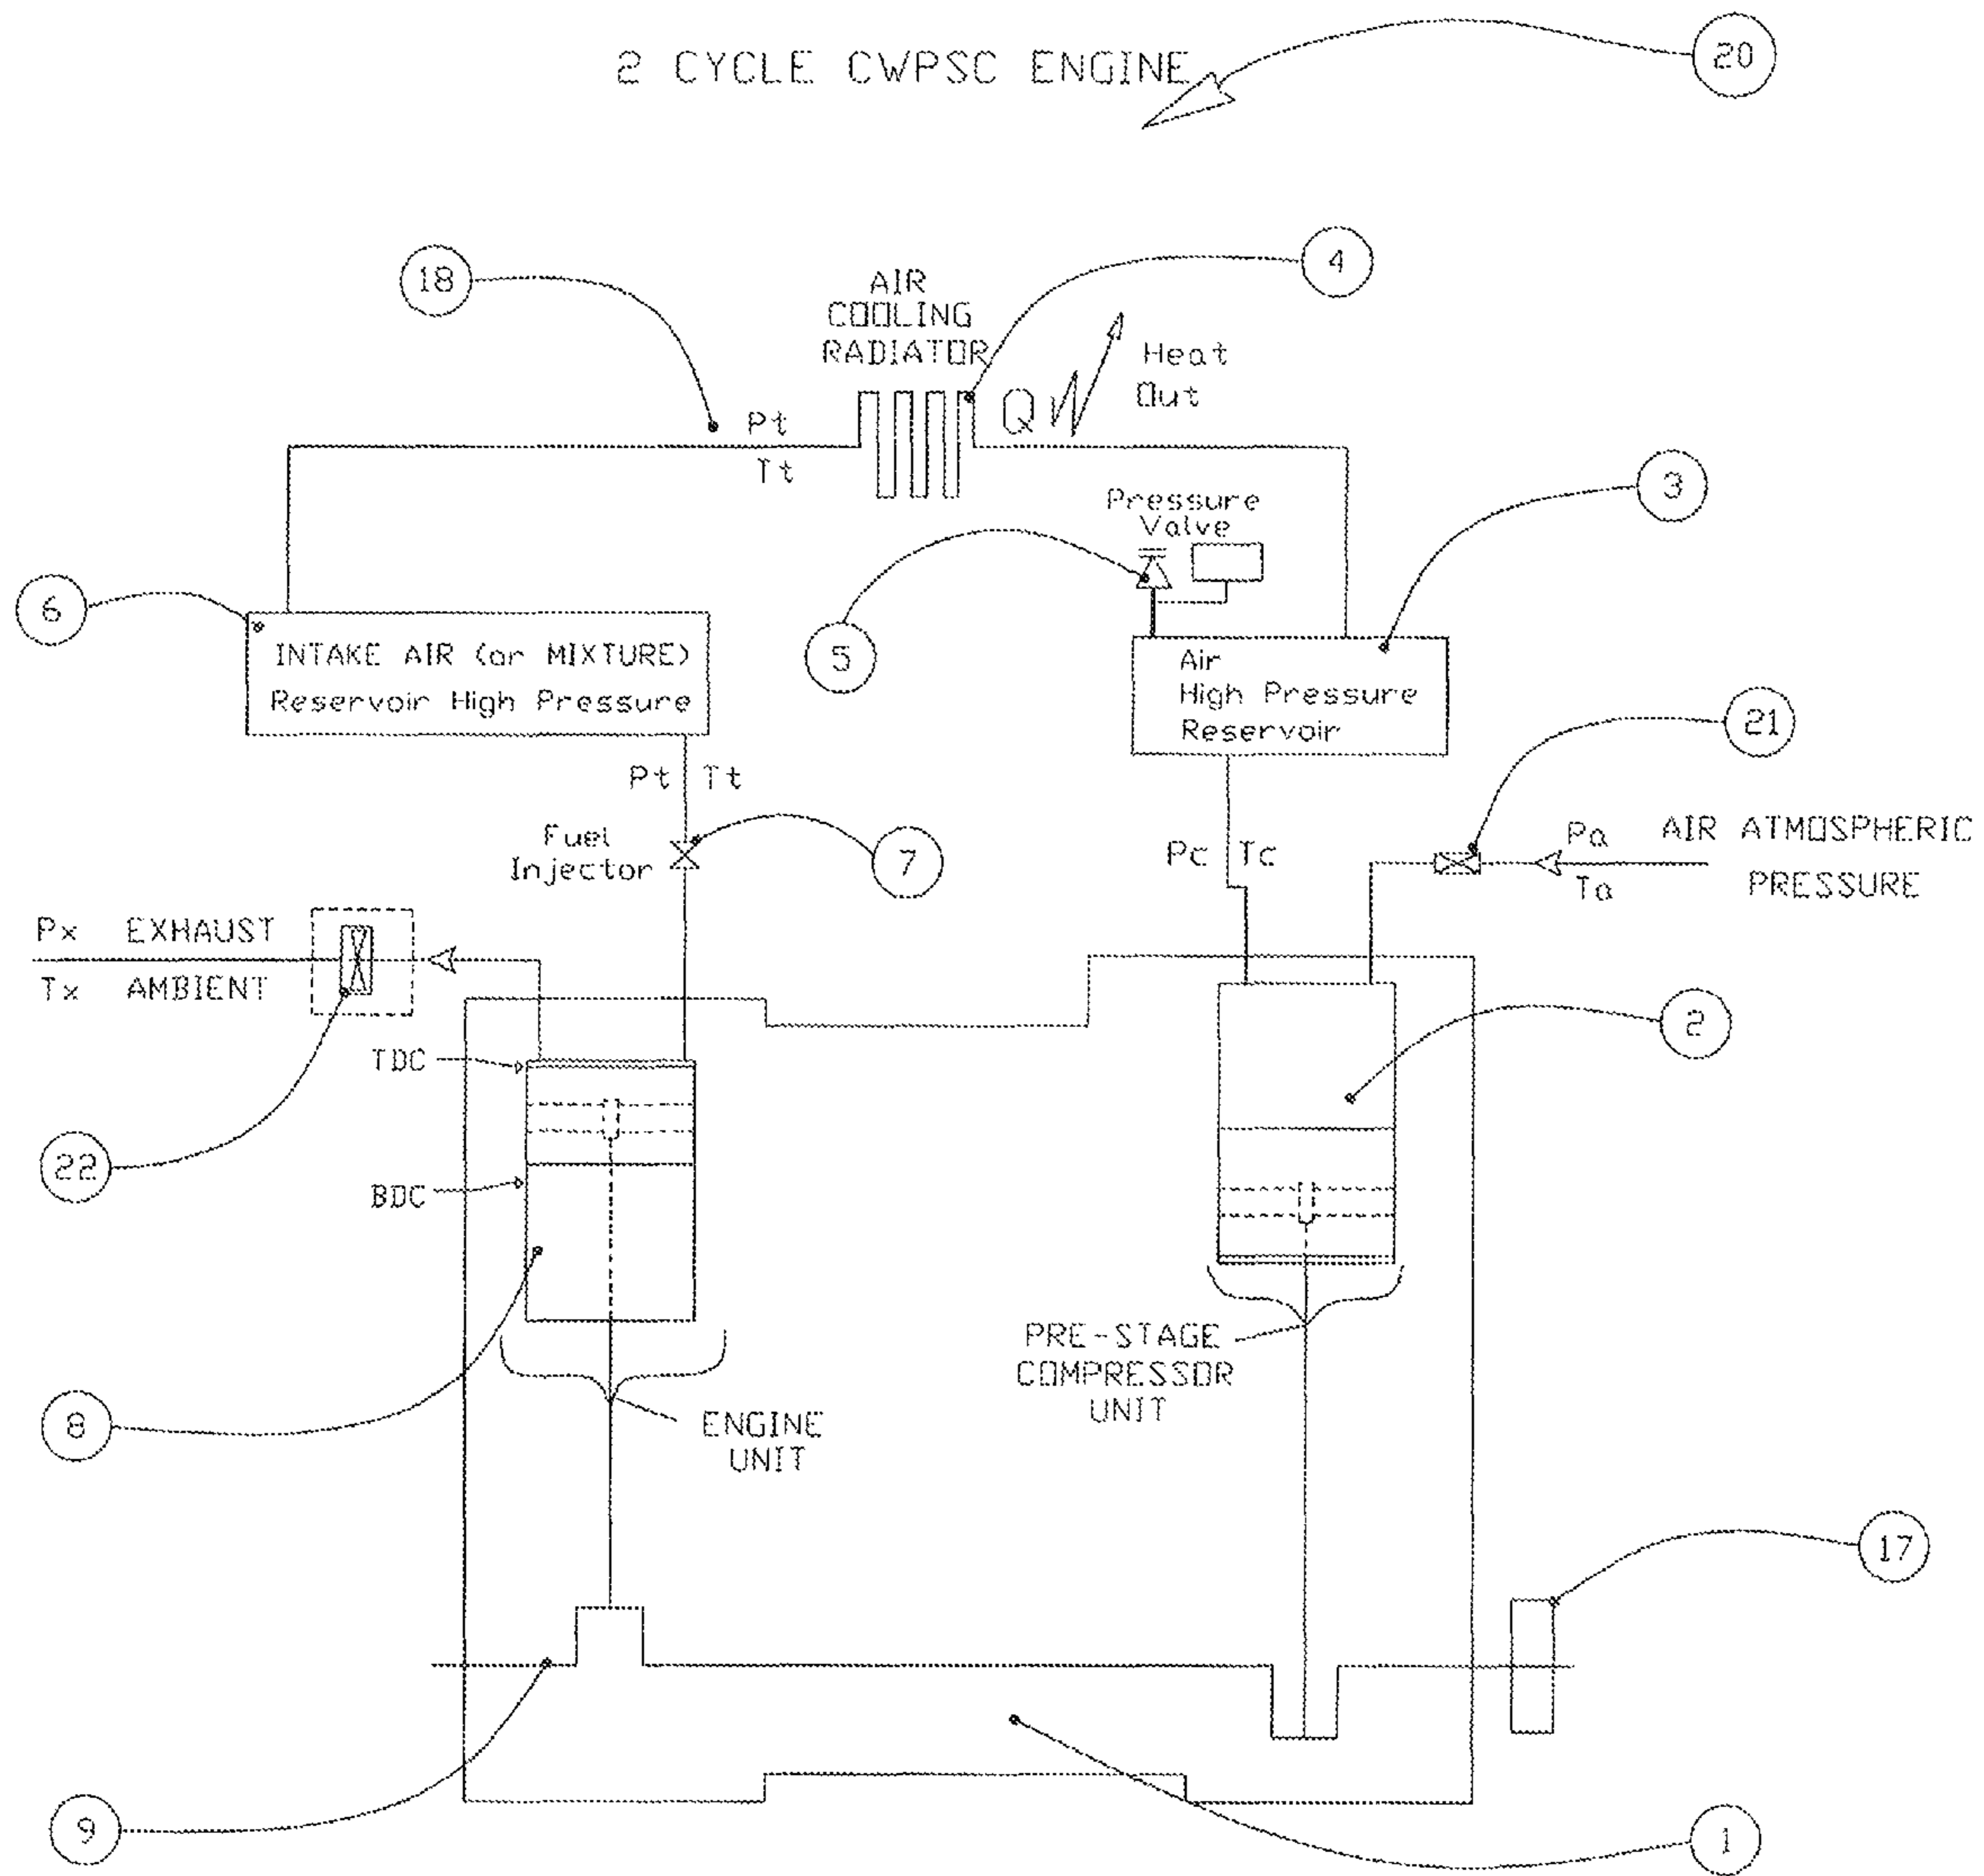 2 CYCLE CWPSC ENGINE
20
18
AIR
COOLING
RADIATOR
4
Q
Heat
Out
Pt
Tt
Pressure
Valve
3
6
5
INTAKE AIR (or MIXTURE)
Reservoir High Pressure
Air
High Pressure
Reservoir
21
Pt Tt
Fuel
Injector
7
Pc Tc
Pa
Ta
AIR ATMOSPHERIC
PRESSURE
Px EXHAUST
Tx AMBIENT
2
TDC
22
BDC
PRE-STAGE
COMPRESSOR
UNIT
8
ENGINE
UNIT
17
9
1